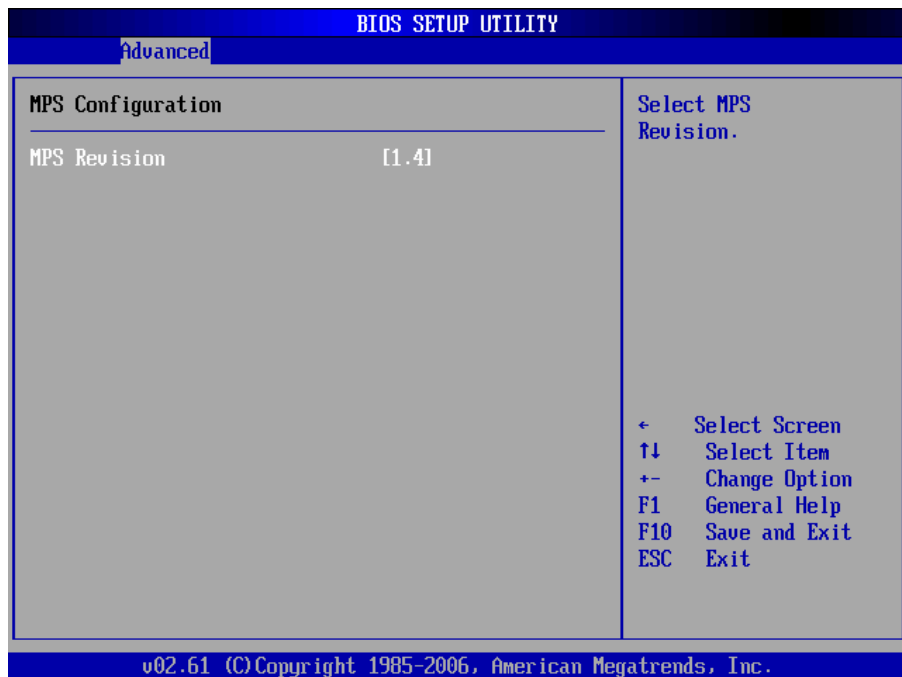 BIOS SETUP UTILITY
Advanced
MPS Configuration
MPS Revision [1.4]
Select MPS
Revision.
← Select Screen
↑↓ Select Item
+- Change Option
F1 General Help
F10 Save and Exit
ESC Exit
v02.61 (C)Copyright 1985-2006, American Megatrends, Inc.